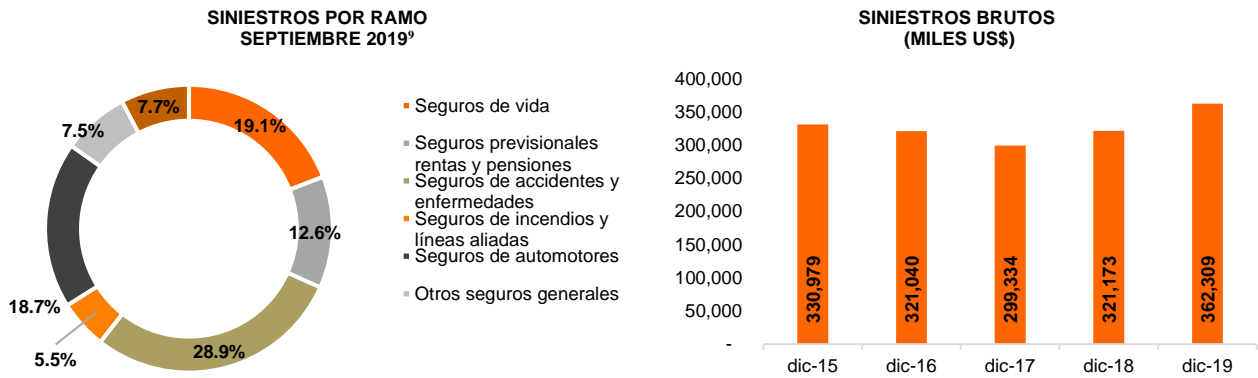 SINIESTROS POR RAMO
SEPTIEMBRE 2019⁹
7.7%
19.1%
7.5%
12.6%
18.7%
5.5%
28.9%
Seguros de vida
Seguros previsionales
rentas y pensiones
Seguros de accidentes y
enfermedades
Seguros de incendios y
líneas aliadas
Seguros de automotores
Otros seguros generales
SINIESTROS BRUTOS
(MILES US$)
400,000
350,000
300,000
250,000
200,000
150,000
100,000
50,000
-
330,979
321,040
299,334
321,173
362,309
dic-15
dic-16
dic-17
dic-18
dic-19